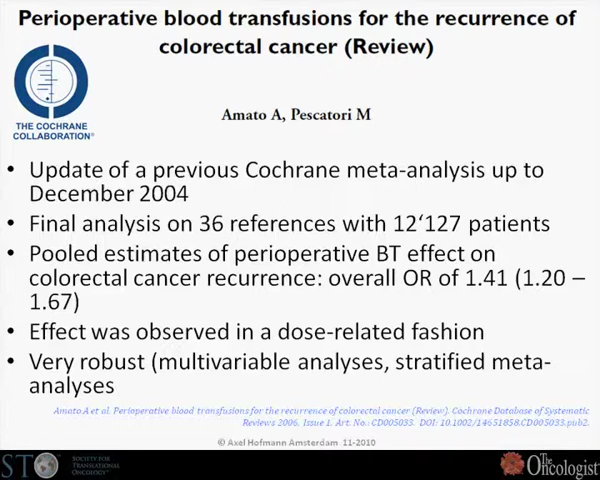 Perioperative blood transfusions for the recurrence of
colorectal cancer (Review)
THE COCHRANE
COLLABORATION®
Amato A, Pescatori M
• Update of a previous Cochrane meta-analysis up to
December 2004
• Final analysis on 36 references with 12‘127 patients
• Pooled estimates of perioperative BT effect on
colorectal cancer recurrence: overall OR of 1.41 (1.20 –
1.67)
• Effect was observed in a dose-related fashion
• Very robust (multivariable analyses, stratified meta-
analyses
Amato A et al. Perioperative blood transfusions for the recurrence of colorectal cancer (Review). Cochrane Database of Systematic
Reviews 2006. Issue 1. Art. No.: CD005033. DOI: 10.1002/14651858.CD005033.pub2.
© Axel Hofmann Amsterdam 11-2010
STO
SOCIETY FOR
TRANSLATIONAL
ONCOLOGY
The
Oncologist